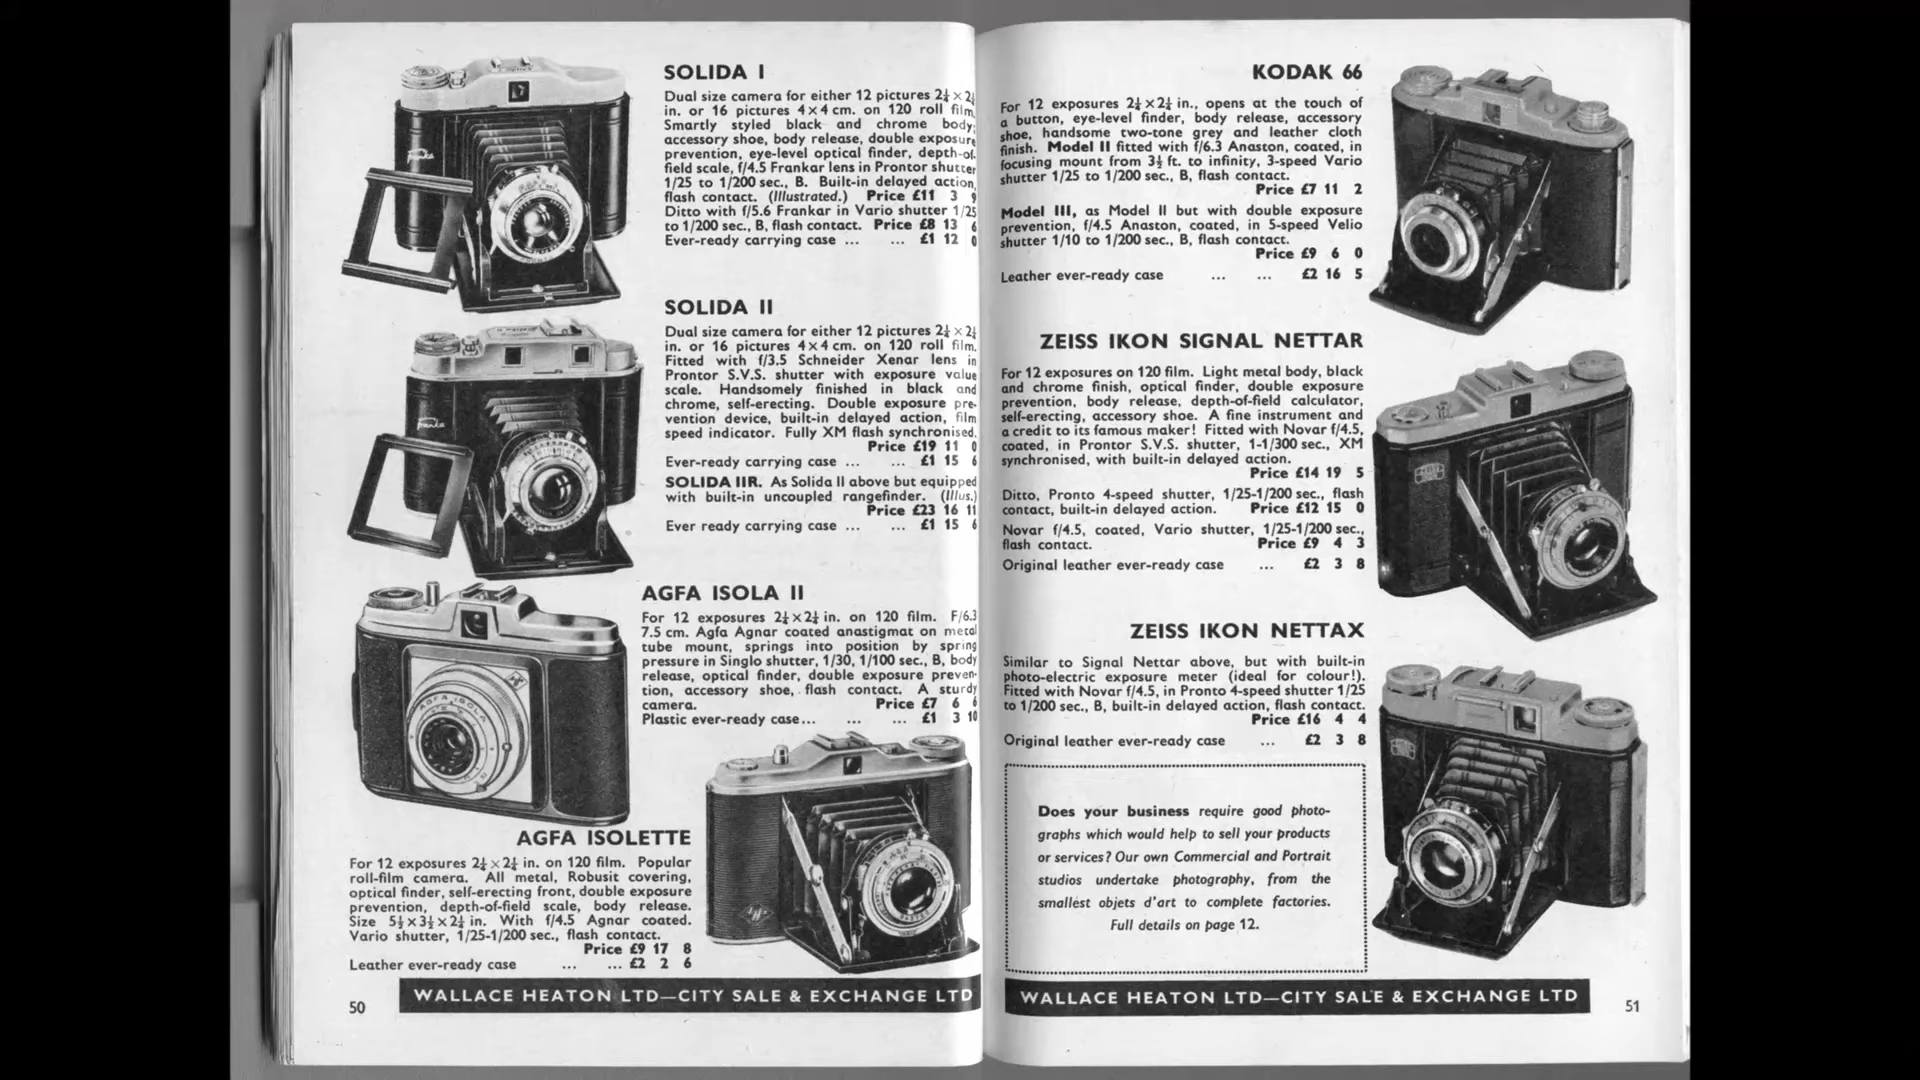 SOLIDA I
Dual size camera for either 12 pictures 2¼ × 2¼
in. or 16 pictures 4×4 cm. on 120 roll film.
Smartly styled black and chrome body;
accessory shoe, body release, double exposure
prevention, eye-level optical finder, depth-of-
field scale, f/4.5 Frankar lens in Prontor shutter
1/25 to 1/200 sec., B. Built-in delayed action,
flash contact. (Illustrated.) Price £11 3 9
Ditto with f/5.6 Frankar in Vario shutter 1/25
to 1/200 sec., B, flash contact. Price £8 13 6
Ever-ready carrying case ... ... £1 12 0
SOLIDA II
Dual size camera for either 12 pictures 2¼ × 2¼
in. or 16 pictures 4×4 cm. on 120 roll film.
Fitted with f/3.5 Schneider Xenar lens in
Prontor S.V.S. shutter with exposure value
scale. Handsomely finished in black and
chrome, self-erecting. Double exposure pre-
vention device, built-in delayed action, film
speed indicator. Fully XM flash synchronised.
Price £19 11 0
Ever-ready carrying case ... ... £1 15 6
SOLIDA IIR. As Solida II above but equipped
with built-in uncoupled rangefinder. (Illus.)
Price £23 16 11
Ever ready carrying case ... ... £1 15 6
AGFA ISOLA II
For 12 exposures 2¼×2¼ in. on 120 film. F/6.3
7.5 cm. Agfa Agnar coated anastigmat on metal
tube mount, springs into position by spring
pressure in Singlo shutter, 1/30, 1/100 sec., B, body
release, optical finder, double exposure preven-
tion, accessory shoe, flash contact. A sturdy
camera. Price £7 6 6
Plastic ever-ready case... ... ... £1 3 10
AGFA ISOLETTE
For 12 exposures 2¼×2¼ in. on 120 film. Popular
roll-film camera. All metal, Robusit covering,
optical finder, self-erecting front, double exposure
prevention, depth-of-field scale, body release.
Size 5½×3½×2¼ in. With f/4.5 Agnar coated.
Vario shutter, 1/25-1/200 sec., flash contact.
Price £9 17 8
Leather ever-ready case ... ... £2 2 6
50
WALLACE HEATON LTD—CITY SALE & EXCHANGE LTD
KODAK 66
For 12 exposures 2¼×2¼ in., opens at the touch of
a button, eye-level finder, body release, accessory
shoe, handsome two-tone grey and leather cloth
finish. Model II fitted with f/6.3 Anaston, coated, in
focusing mount from 3½ ft. to infinity, 3-speed Vario
shutter 1/25 to 1/200 sec., B, flash contact.
Price £7 11 2
Model III, as Model II but with double exposure
prevention, f/4.5 Anaston, coated, in 5-speed Velio
shutter 1/10 to 1/200 sec., B, flash contact.
Price £9 6 0
Leather ever-ready case ... ... £2 16 5
ZEISS IKON SIGNAL NETTAR
For 12 exposures on 120 film. Light metal body, black
and chrome finish, optical finder, double exposure
prevention, body release, depth-of-field calculator,
self-erecting, accessory shoe. A fine instrument and
a credit to its famous maker! Fitted with Novar f/4.5,
coated, in Prontor S.V.S. shutter, 1-1/300 sec., XM
synchronised, with built-in delayed action.
Price £14 19 5
Ditto, Pronto 4-speed shutter, 1/25-1/200 sec., flash
contact, built-in delayed action. Price £12 15 0
Novar f/4.5, coated, Vario shutter, 1/25-1/200 sec.,
flash contact. Price £9 4 3
Original leather ever-ready case ... £2 3 8
ZEISS IKON NETTAX
Similar to Signal Nettar above, but with built-in
photo-electric exposure meter (ideal for colour!).
Fitted with Novar f/4.5, in Pronto 4-speed shutter 1/25
to 1/200 sec., B, built-in delayed action, flash contact.
Price £16 4 4
Original leather ever-ready case ... £2 3 8
Does your business require good photo-
graphs which would help to sell your products
or services? Our own Commercial and Portrait
studios undertake photography, from the
smallest objets d'art to complete factories.
Full details on page 12.
WALLACE HEATON LTD—CITY SALE & EXCHANGE LTD
51
franka
franka
AGFA ISOLA